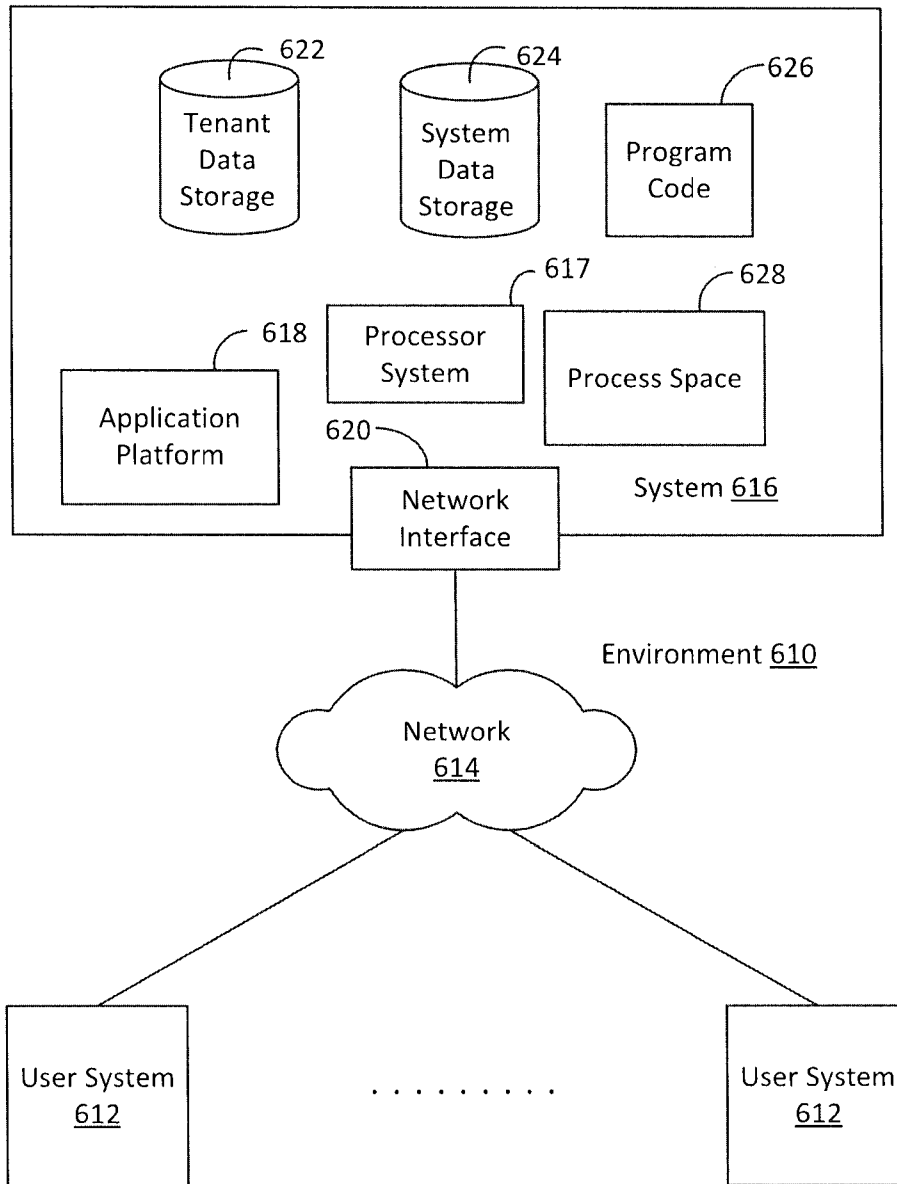 622
624
626
Tenant
Data
Storage
System
Data
Storage
Program
Code
617
628
618
Processor
System
Process Space
Application
Platform
620
Network
Interface
System 616
Environment 610
Network
614
User System
612
. . . . . . . . .
User System
612